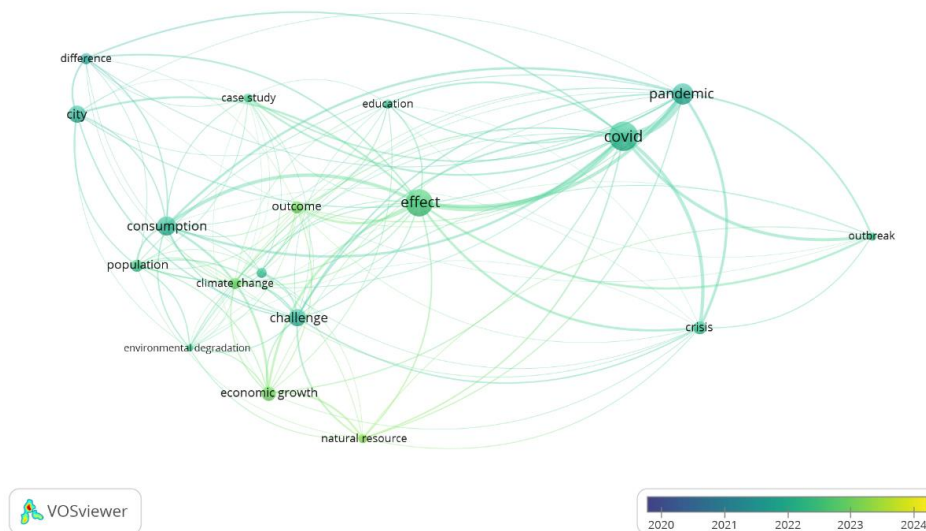 difference
pandemic
case study
education
city
covid
effect
outcome
consumption
outbreak
population
climate change
challenge
crisis
environmental degradation
economic growth
natural resource
VOSviewer
2020 2021 2022 2023 2024